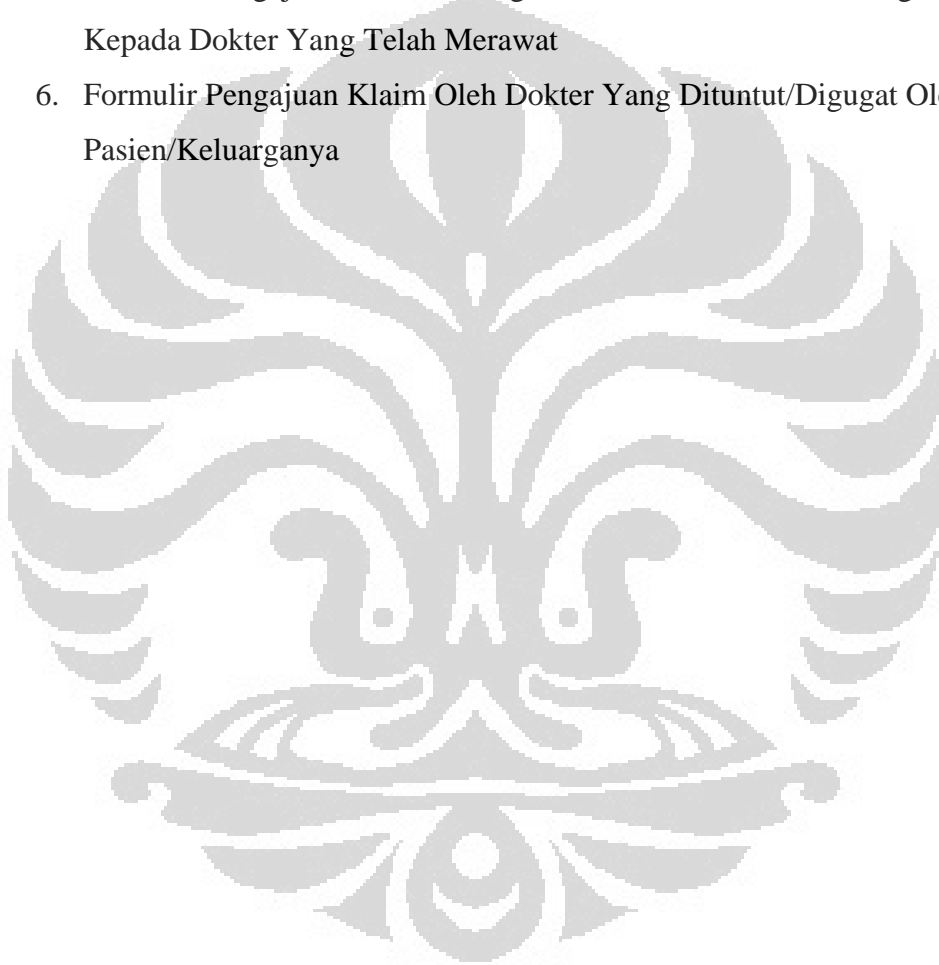 Kepada Dokter Yang Telah Merawat
6. Formulir Pengajuan Klaim Oleh Dokter Yang Dituntut/Digugat
Pasien/Keluarganya